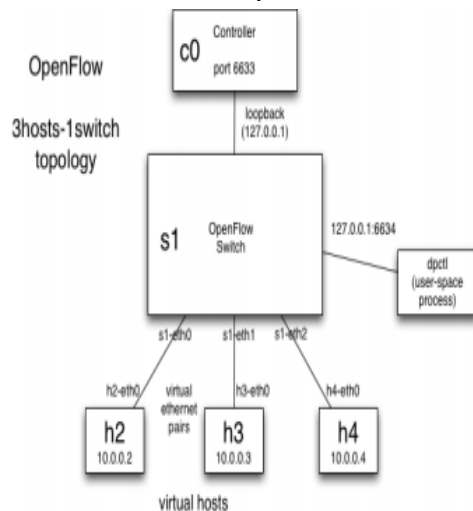 OpenFlow
3hosts-1switch
topology
c0
Controller
port 6633
loopback
(127.0.0.1)
s1
OpenFlow
Switch
127.0.0.1:6634
dpctl
(user-space
process)
s1-eth0
s1-eth1
s1-eth2
h2-eth0
virtual
ethernet
pairs
h3-eth0
h4-eth0
h2
10.0.0.2
h3
10.0.0.3
h4
10.0.0.4
virtual hosts